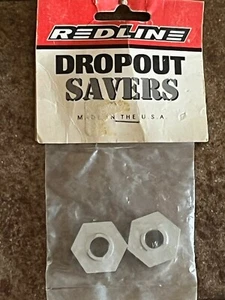 REDLINE
DROPOUT
SAVERS
MADE IN THE U.S.A.